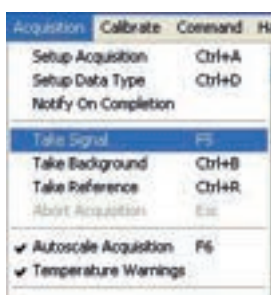 Acquisition Calibrate Command H
Setup Acquisition Ctrl+A
Setup Data Type Ctrl+D
Notify On Completion
Take Signal F5
Take Background Ctrl+B
Take Reference Ctrl+R
Abort Acquisition Esc
Autoscale Acquisition F6
Temperature Warnings